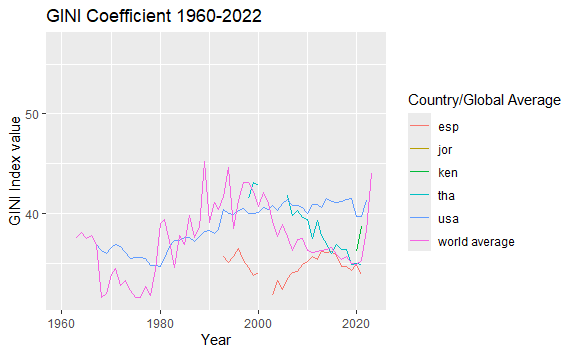 GINI Coefficient 1960-2022
GINI Index value
50
40
1960
1980
2000
2020
Year
Country/Global Average
esp
jor
ken
tha
usa
world average